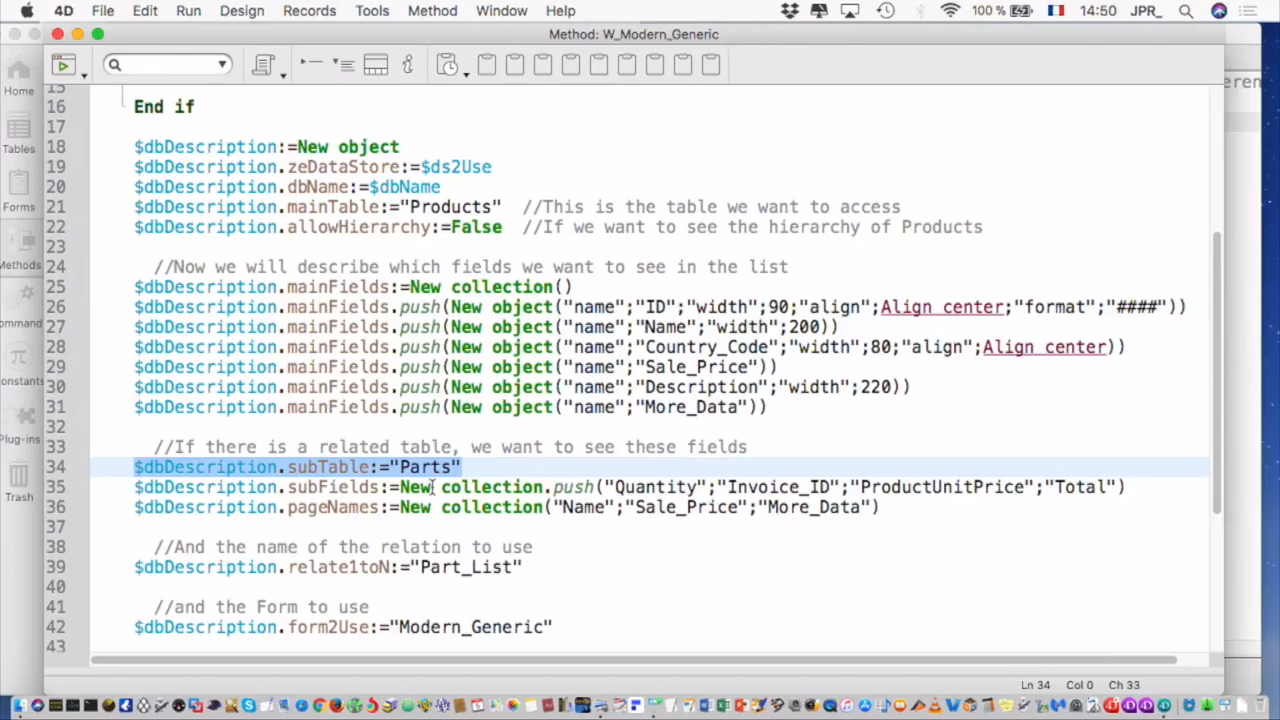 4D File Edit Run Design Records Tools Method Window Help 100 % 14:50 JPR_
Method: W_Modern_Generic
Home
Tables
Forms
Methods
ommand
onstants
Plug-ins
Trash
eren
15
16 End if
17
18 $dbDescription:=New object
19 $dbDescription.zeDataStore:=$ds2Use
20 $dbDescription.dbName:=$dbName
21 $dbDescription.mainTable:="Products" //This is the table we want to access
22 $dbDescription.allowHierarchy:=False //If we want to see the hierarchy of Products
23
24 //Now we will describe which fields we want to see in the list
25 $dbDescription.mainFields:=New collection()
26 $dbDescription.mainFields.push(New object("name";"ID";"width";90;"align";Align center;"format";"####"))
27 $dbDescription.mainFields.push(New object("name";"Name";"width";200))
28 $dbDescription.mainFields.push(New object("name";"Country_Code";"width";80;"align";Align center))
29 $dbDescription.mainFields.push(New object("name";"Sale_Price"))
30 $dbDescription.mainFields.push(New object("name";"Description";"width";220))
31 $dbDescription.mainFields.push(New object("name";"More_Data"))
32
33 //If there is a related table, we want to see these fields
34 $dbDescription.subTable:="Parts"
35 $dbDescription.subFields:=New collection.push("Quantity";"Invoice_ID";"ProductUnitPrice";"Total")
36 $dbDescription.pageNames:=New collection("Name";"Sale_Price";"More_Data")
37
38 //And the name of the relation to use
39 $dbDescription.relate1toN:="Part_List"
40
41 //and the Form to use
42 $dbDescription.form2Use:="Modern_Generic"
43
Ln 34 Col 0 Ch 33